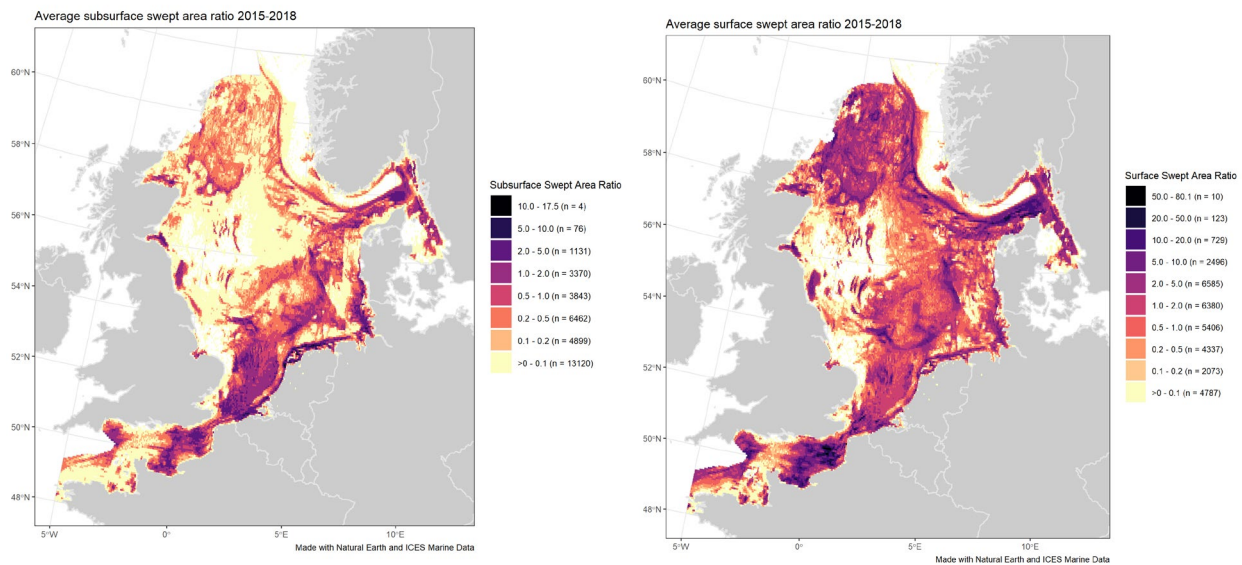 Average subsurface swept area ratio 2015-2018
60°N
58°N
56°N
54°N
52°N
50°N
48°N
5°W
0°
5°E
10°E
Subsurface Swept Area Ratio
10.0 - 17.5 (n = 4)
5.0 - 10.0 (n = 76)
2.0 - 5.0 (n = 1131)
1.0 - 2.0 (n = 3370)
0.5 - 1.0 (n = 3843)
0.2 - 0.5 (n = 6462)
0.1 - 0.2 (n = 4899)
>0 - 0.1 (n = 13120)
Made with Natural Earth and ICES Marine Data
Average surface swept area ratio 2015-2018
60°N
58°N
56°N
54°N
52°N
50°N
48°N
5°W
0°
5°E
10°E
Surface Swept Area Ratio
50.0 - 80.1 (n = 10)
20.0 - 50.0 (n = 123)
10.0 - 20.0 (n = 729)
5.0 - 10.0 (n = 2496)
2.0 - 5.0 (n = 6585)
1.0 - 2.0 (n = 6380)
0.5 - 1.0 (n = 5406)
0.2 - 0.5 (n = 4337)
0.1 - 0.2 (n = 2073)
>0 - 0.1 (n = 4787)
Made with Natural Earth and ICES Marine Data